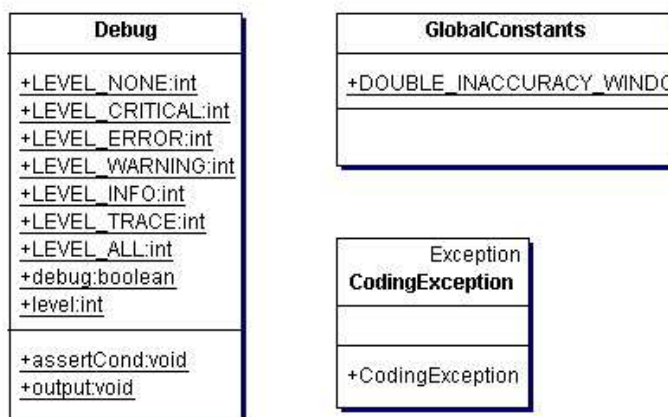 Debug
+LEVEL_NONE:int
+LEVEL_CRITICAL:int
+LEVEL_ERROR:int
+LEVEL_WARNING:int
+LEVEL_INFO:int
+LEVEL_TRACE:int
+LEVEL_ALL:int
+debug:boolean
+level:int
+assertCond:void
+output:void
GlobalConstants
+DOUBLE_INACCURACY_WINDO
Exception
CodingException
+CodingException